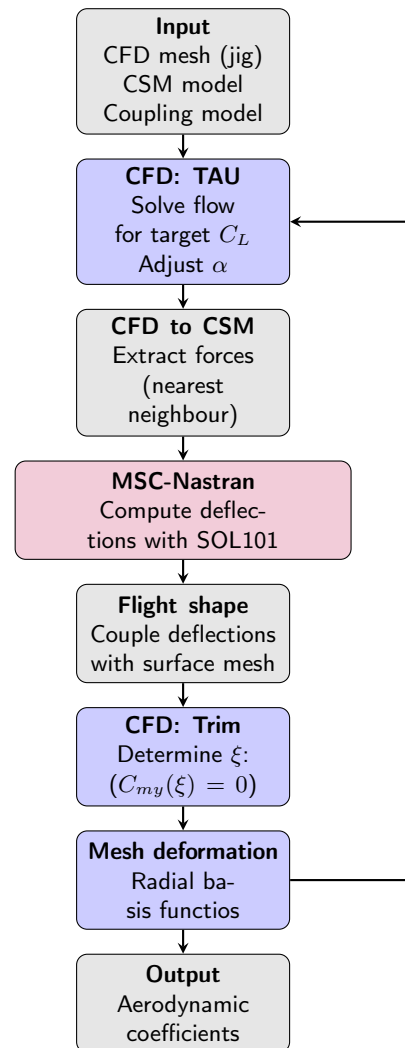 Input
CFD mesh (jig)
CSM model
Coupling model
CFD: TAU
Solve flow
for target C_L
Adjust α
CFD to CSM
Extract forces
(nearest
neighbour)
MSC-Nastran
Compute deflec-
tions with SOL101
Flight shape
Couple deflections
with surface mesh
CFD: Trim
Determine ξ:
(C_{my}(ξ) = 0)
Mesh deformation
Radial ba-
sis functios
Output
Aerodynamic
coefficients